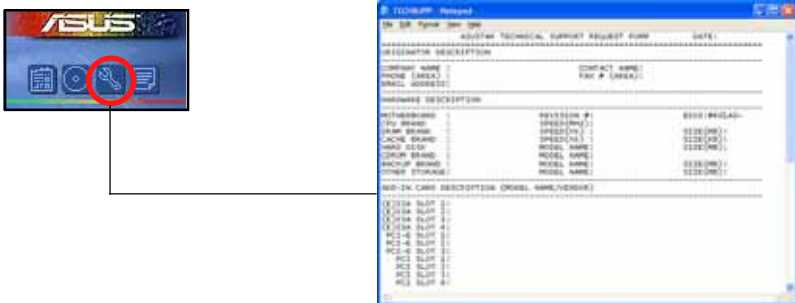 ASUS
TECHSUPP - Notepad
File Edit Format View Help
ASUSTEK TECHNICAL SUPPORT REQUEST FORM DATE:
ORIGINATOR DESCRIPTION
COMPANY NAME : CONTACT NAME:
PHONE (AREA) : FAX # (AREA):
EMAIL ADDRESS:
HARDWARE DESCRIPTION
MOTHERBOARD : REVISION #: BIOS:
CPU BRAND : SPEED(MHz):
DRAM BRAND : SPEED(ns) : SIZE(MB):
CACHE BRAND : SPEED(ns) : SIZE(KB):
HARD DISK : MODEL NAME: SIZE(MB):
CDROM BRAND : MODEL NAME:
BACKUP BRAND : MODEL NAME: SIZE(MB):
OTHER STORAGE: MODEL NAME: SIZE(MB):
ADD-IN CARD DESCRIPTION (MODEL NAME/VENDOR)
(E)ISA SLOT 1:
(E)ISA SLOT 2:
(E)ISA SLOT 3:
(E)ISA SLOT 4:
PCI-E SLOT 1:
PCI-E SLOT 2:
PCI-E SLOT 3:
PCI SLOT 1:
PCI SLOT 2:
PCI SLOT 3:
PCI SLOT 4: